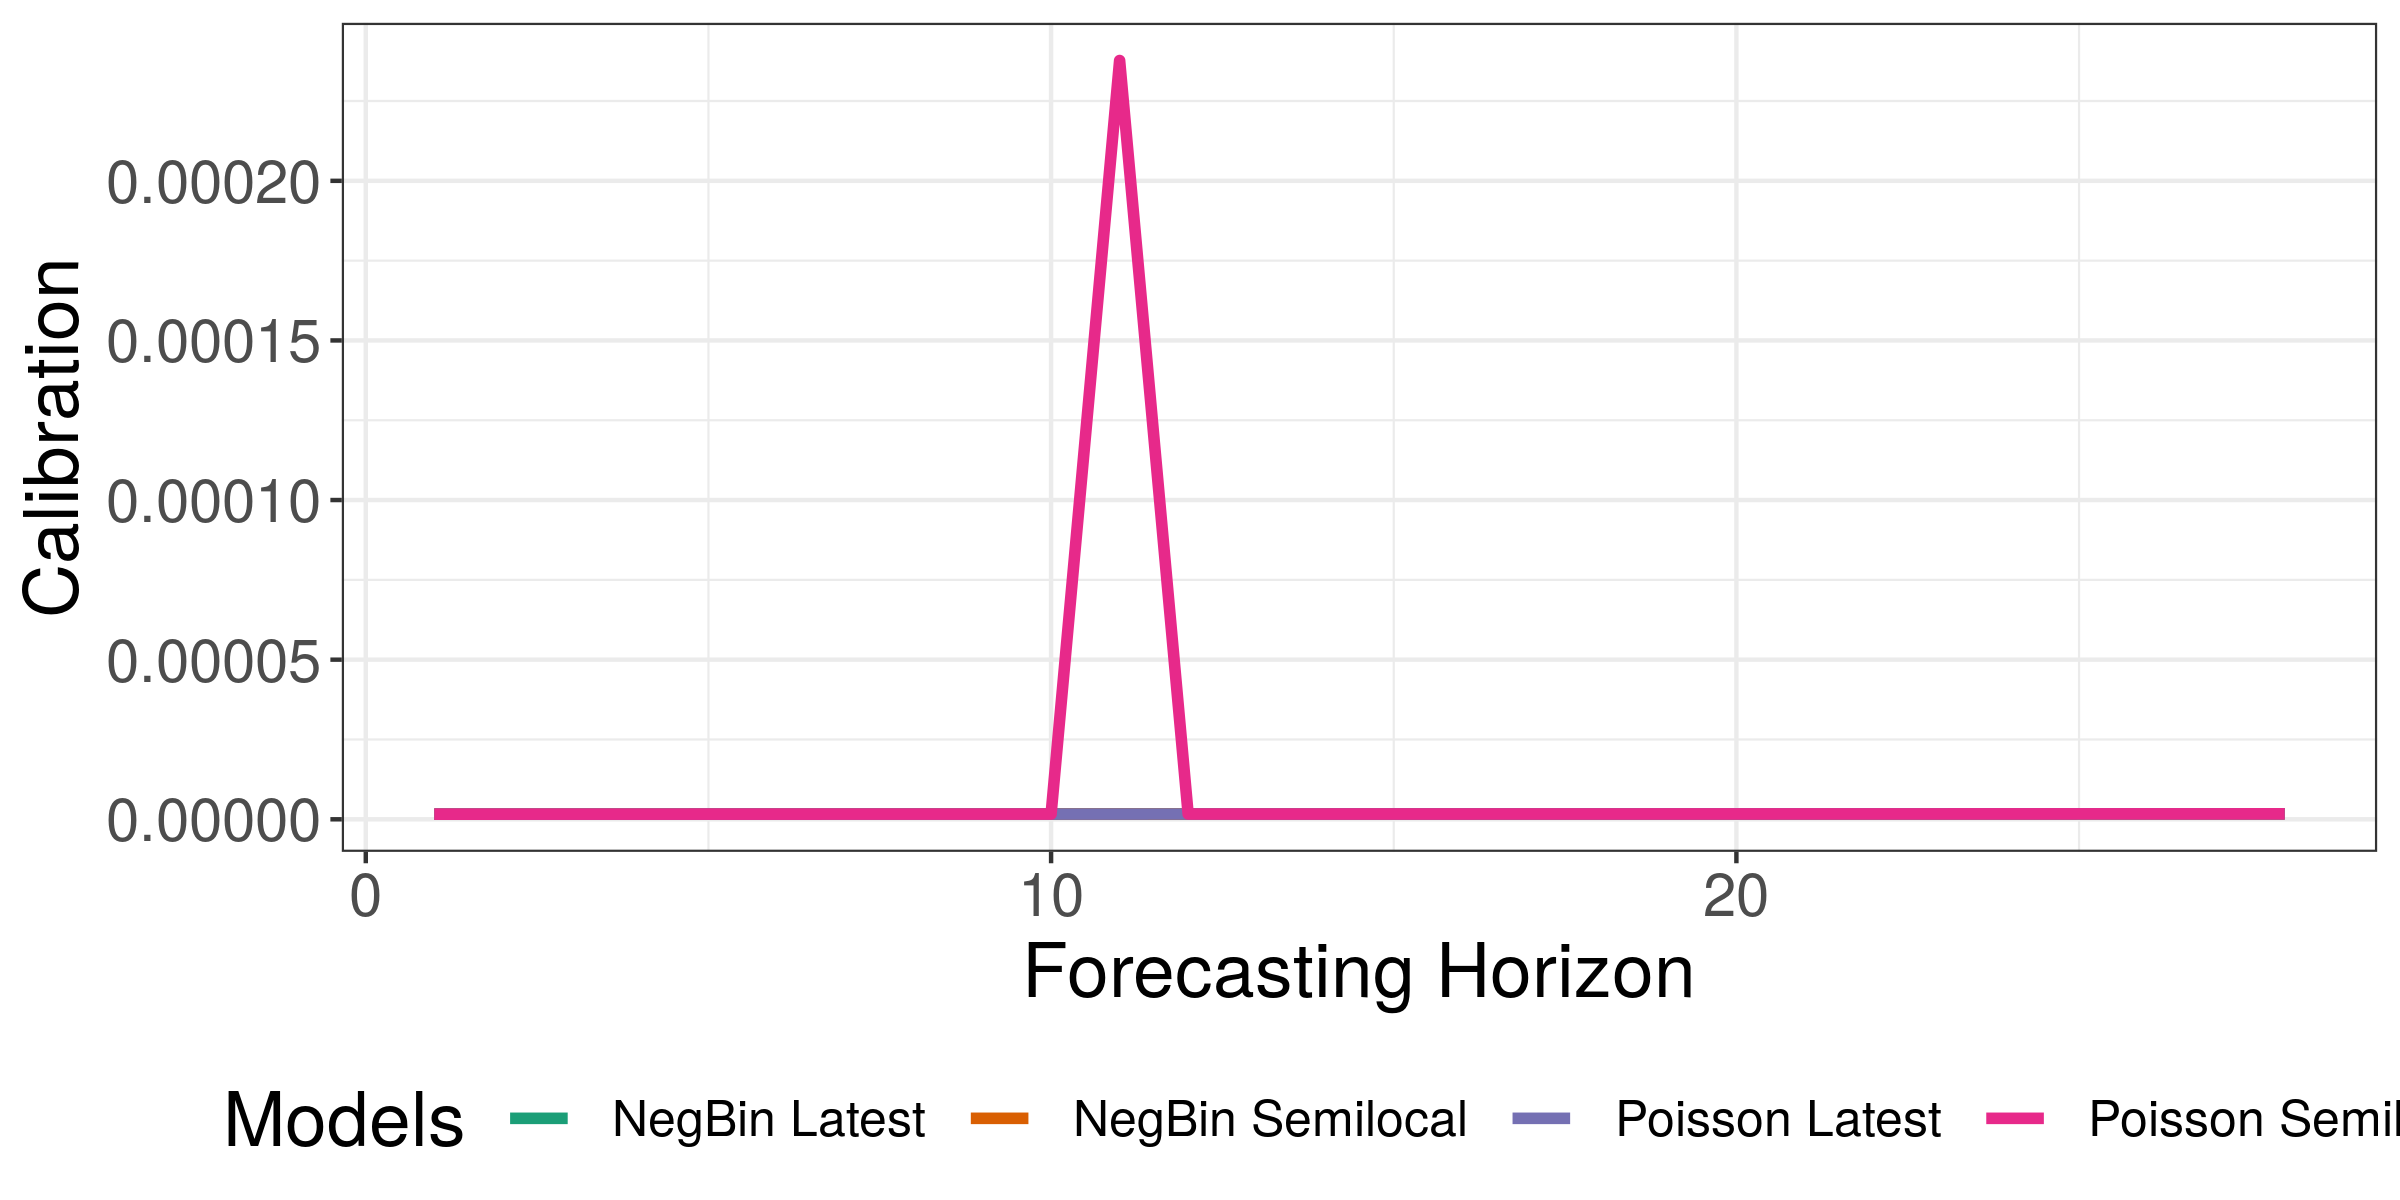 Calibration
0.00020
0.00015
0.00010
0.00005
0.00000
0 10 20
Forecasting Horizon
Models NegBin Latest NegBin Semilocal Poisson Latest Poisson